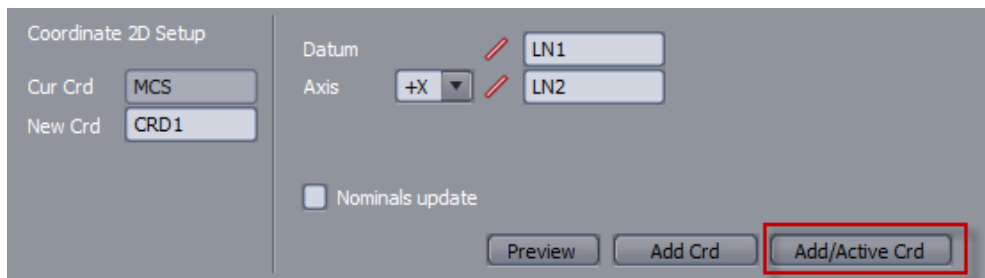 Coordinate 2D Setup
Cur Crd MCS
New Crd CRD1
Datum LN1
Axis +X LN2
Nominals update
Preview Add Crd Add/Active Crd